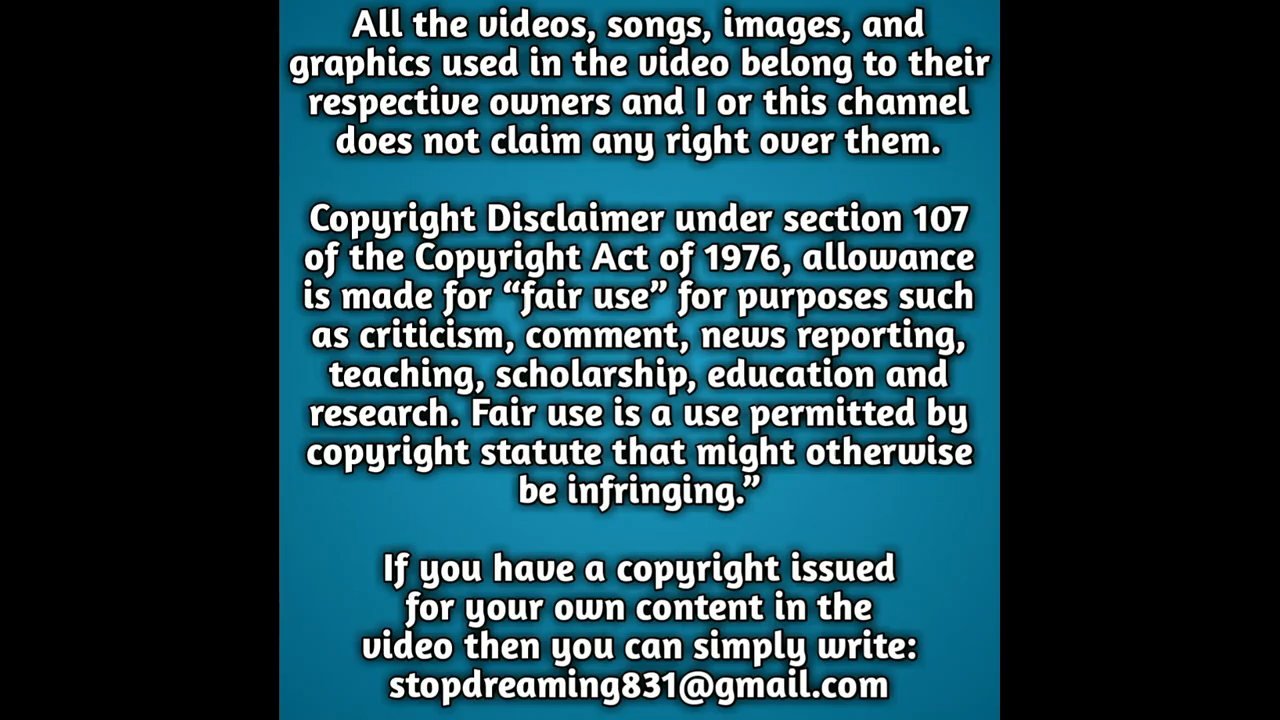 All the videos, songs, images, and
graphics used in the video belong to their
respective owners and I or this channel
does not claim any right over them.
Copyright Disclaimer under section 107
of the Copyright Act of 1976, allowance
is made for “fair use” for purposes such
as criticism, comment, news reporting,
teaching, scholarship, education and
research. Fair use is a use permitted by
copyright statute that might otherwise
be infringing.”
If you have a copyright issued
for your own content in the
video then you can simply write:
stopdreaming831@gmail.com